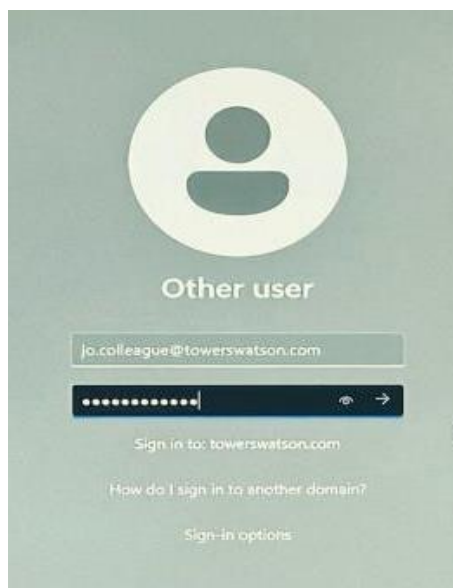 Other user
jo.colleague@towerswatson.com
••••••••••••
Sign in to: towerswatson.com
How do I sign in to another domain?
Sign-in options